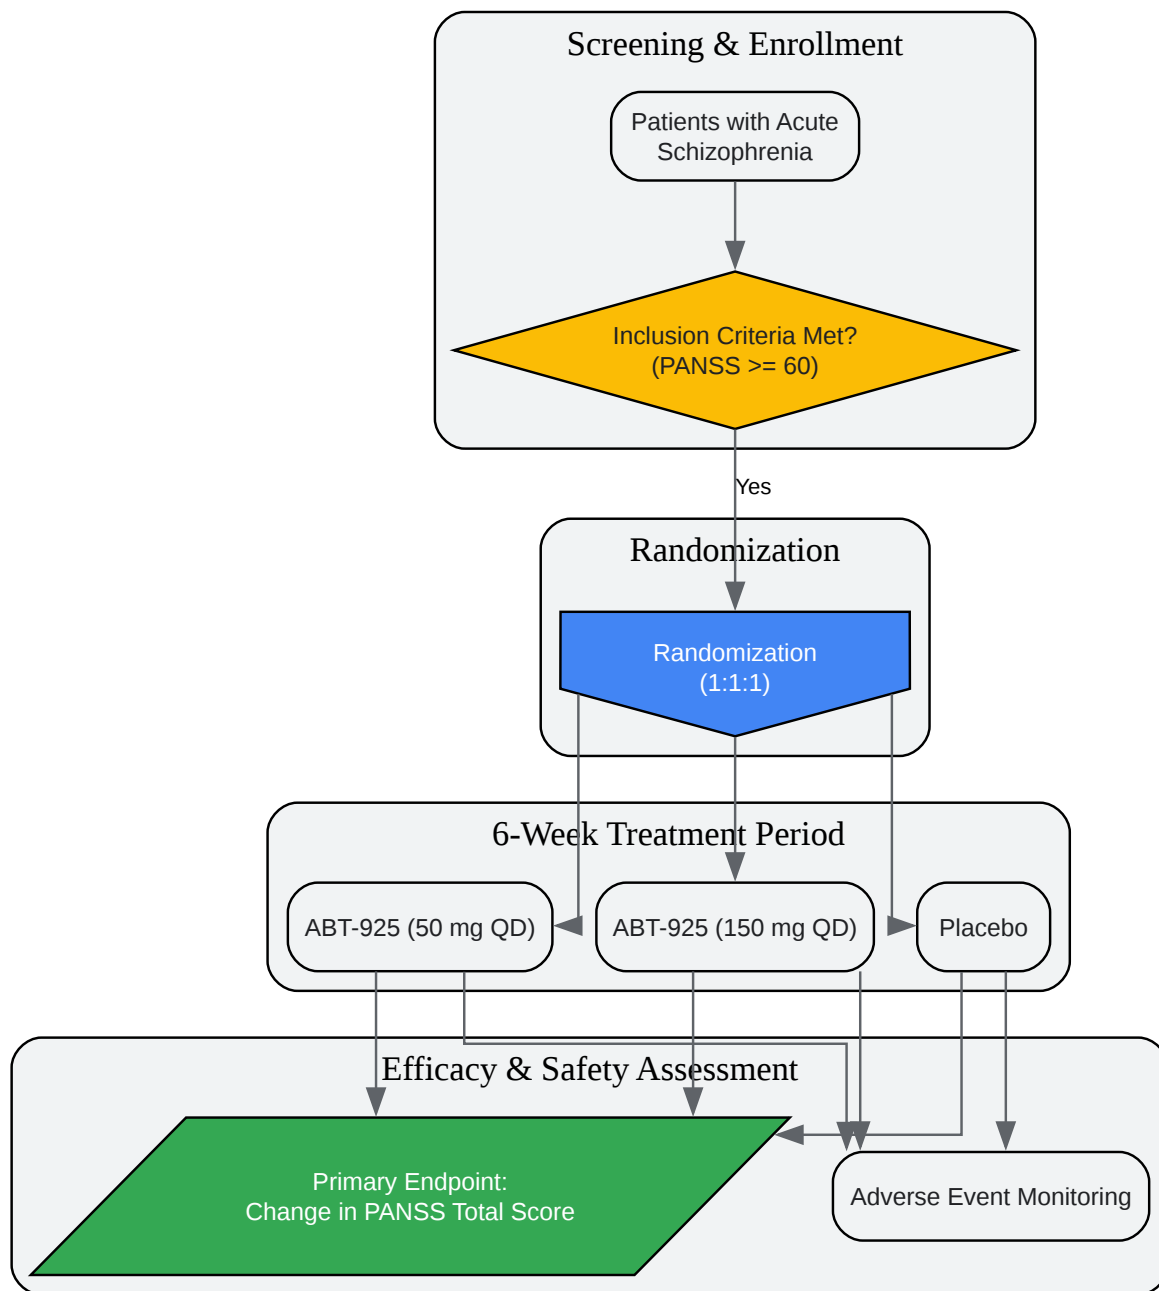 Screening & Enrollment
Patients with Acute
Schizophrenia
Inclusion Criteria Met?
(PANSS >= 60)
Yes
Randomization
Randomization
(1:1:1)
6-Week Treatment Period
ABT-925 (50 mg QD)
ABT-925 (150 mg QD)
Placebo
Efficacy & Safety Assessment
Primary Endpoint:
Change in PANSS Total Score
Adverse Event Monitoring